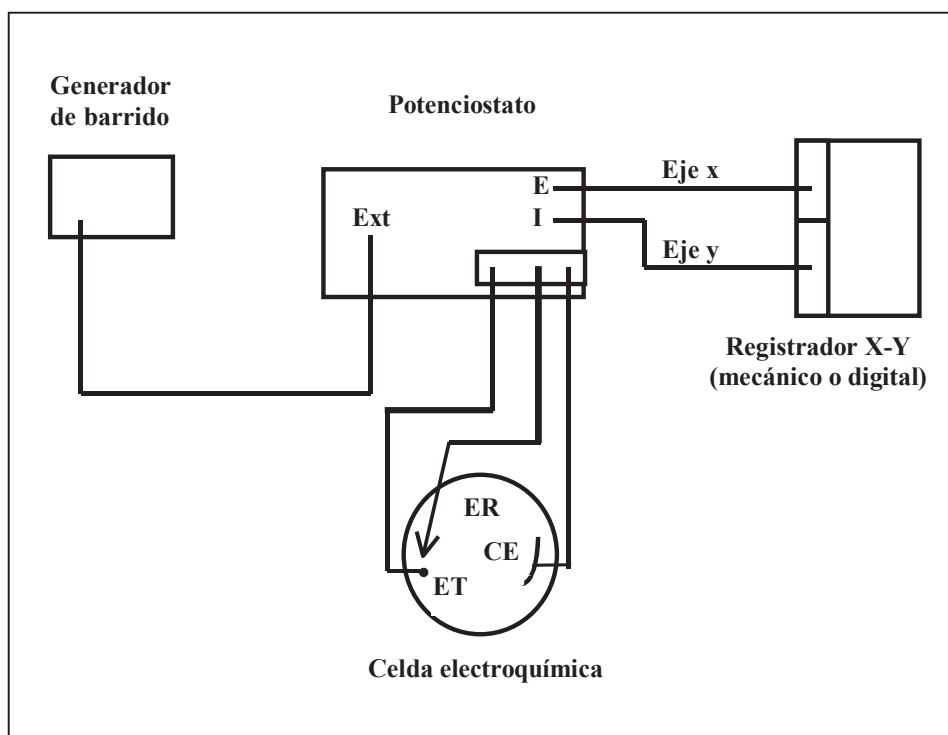 Generador
de barrido
Potenciostato
E
Eje x
Ext
I
Eje y
Registrador X-Y
(mecánico o digital)
ER
CE
ET
Celda electroquímica